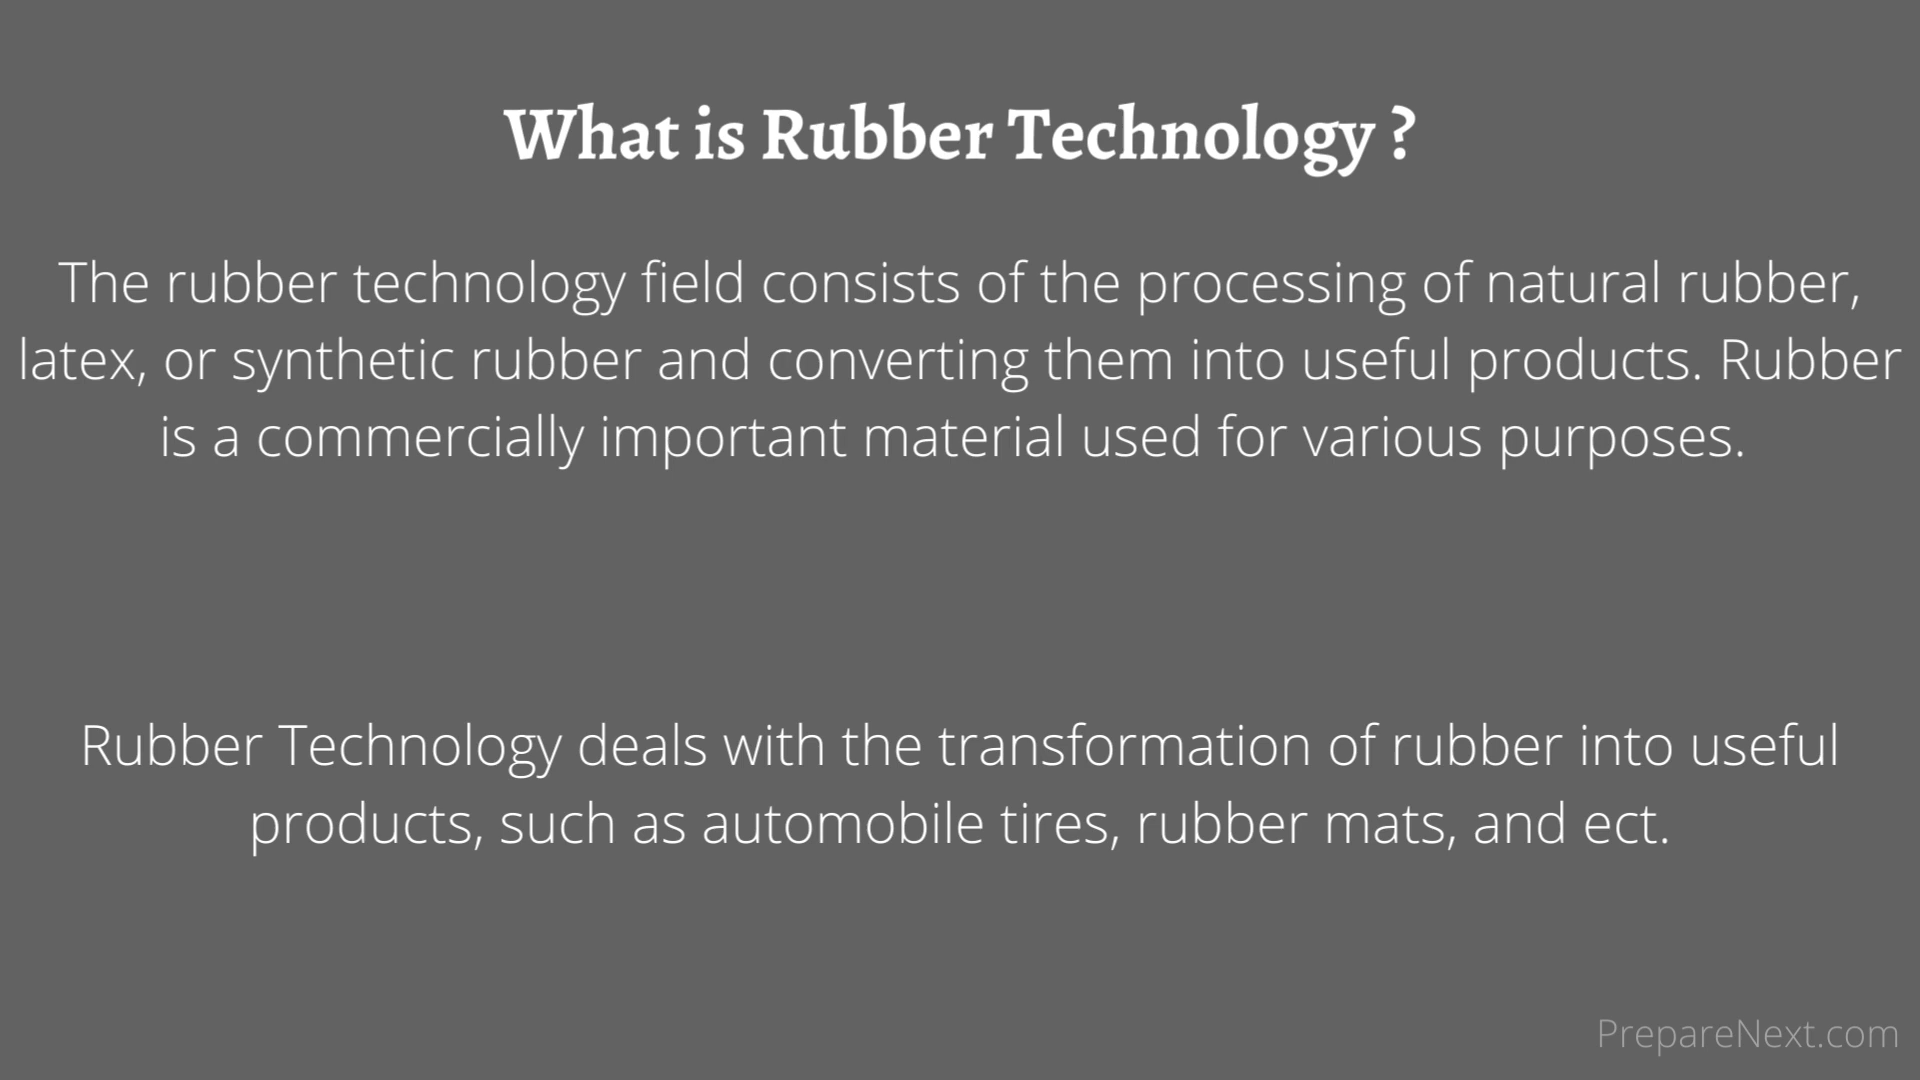 What is Rubber Technology ?
The rubber technology field consists of the processing of natural rubber,
latex, or synthetic rubber and converting them into useful products. Rubber
is a commercially important material used for various purposes.
Rubber Technology deals with the transformation of rubber into useful
products, such as automobile tires, rubber mats, and ect.
PrepareNext.com